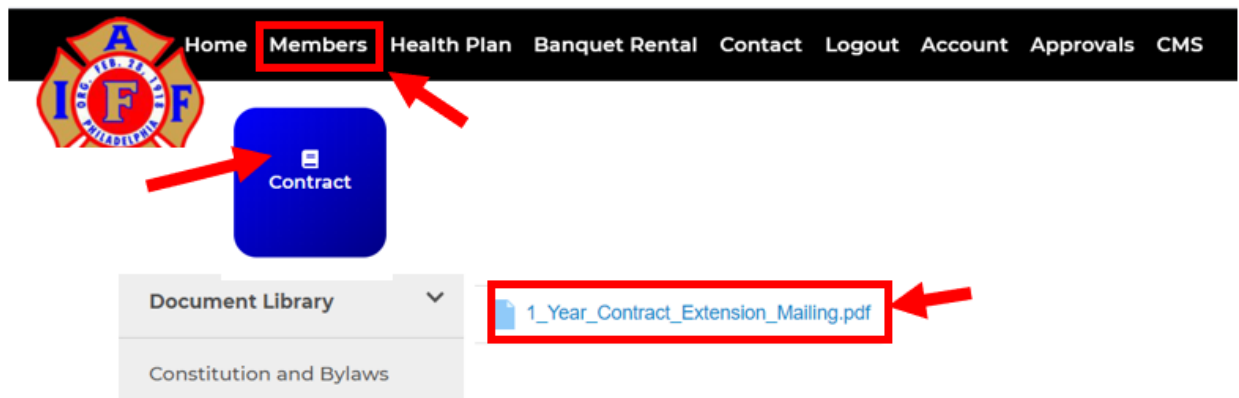 Home Members Health Plan Banquet Rental Contact Logout Account Approvals CMS
I A F F
ORG. FEB. 28, 1918
PHILADELPHIA
F
Contract
Document Library
1_Year_Contract_Extension_Mailing.pdf
Constitution and Bylaws